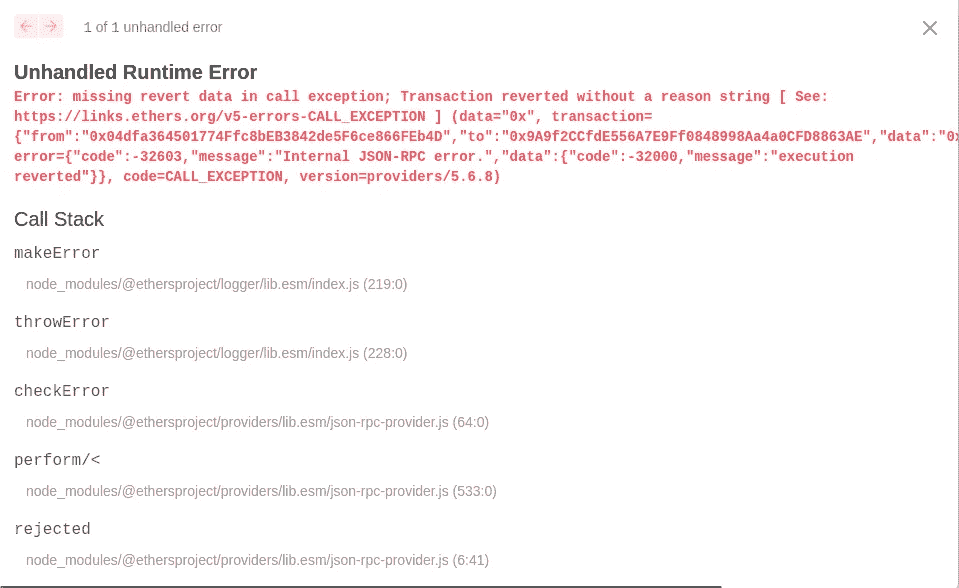 1 of 1 unhandled error
Unhandled Runtime Error
Error: missing revert data in call exception; Transaction reverted without a reason string [ See:
https://links.ethers.org/v5-errors-CALL_EXCEPTION ] (data="0x", transaction=
{"from":"0x04dfa364501774Ffc8bEB3842de5F6ce866FEb4D","to":"0x9A9f2CCfdE556A7E9Ff0848998Aa4a0CFD8863AE","data":"0x
error={"code":-32603,"message":"Internal JSON-RPC error.","data":{"code":-32000,"message":"execution
reverted"}}, code=CALL_EXCEPTION, version=providers/5.6.8)
Call Stack
makeError
node_modules/@ethersproject/logger/lib.esm/index.js (219:0)
throwError
node_modules/@ethersproject/logger/lib.esm/index.js (228:0)
checkError
node_modules/@ethersproject/providers/lib.esm/json-rpc-provider.js (64:0)
perform/<
node_modules/@ethersproject/providers/lib.esm/json-rpc-provider.js (533:0)
rejected
node_modules/@ethersproject/providers/lib.esm/json-rpc-provider.js (6:41)